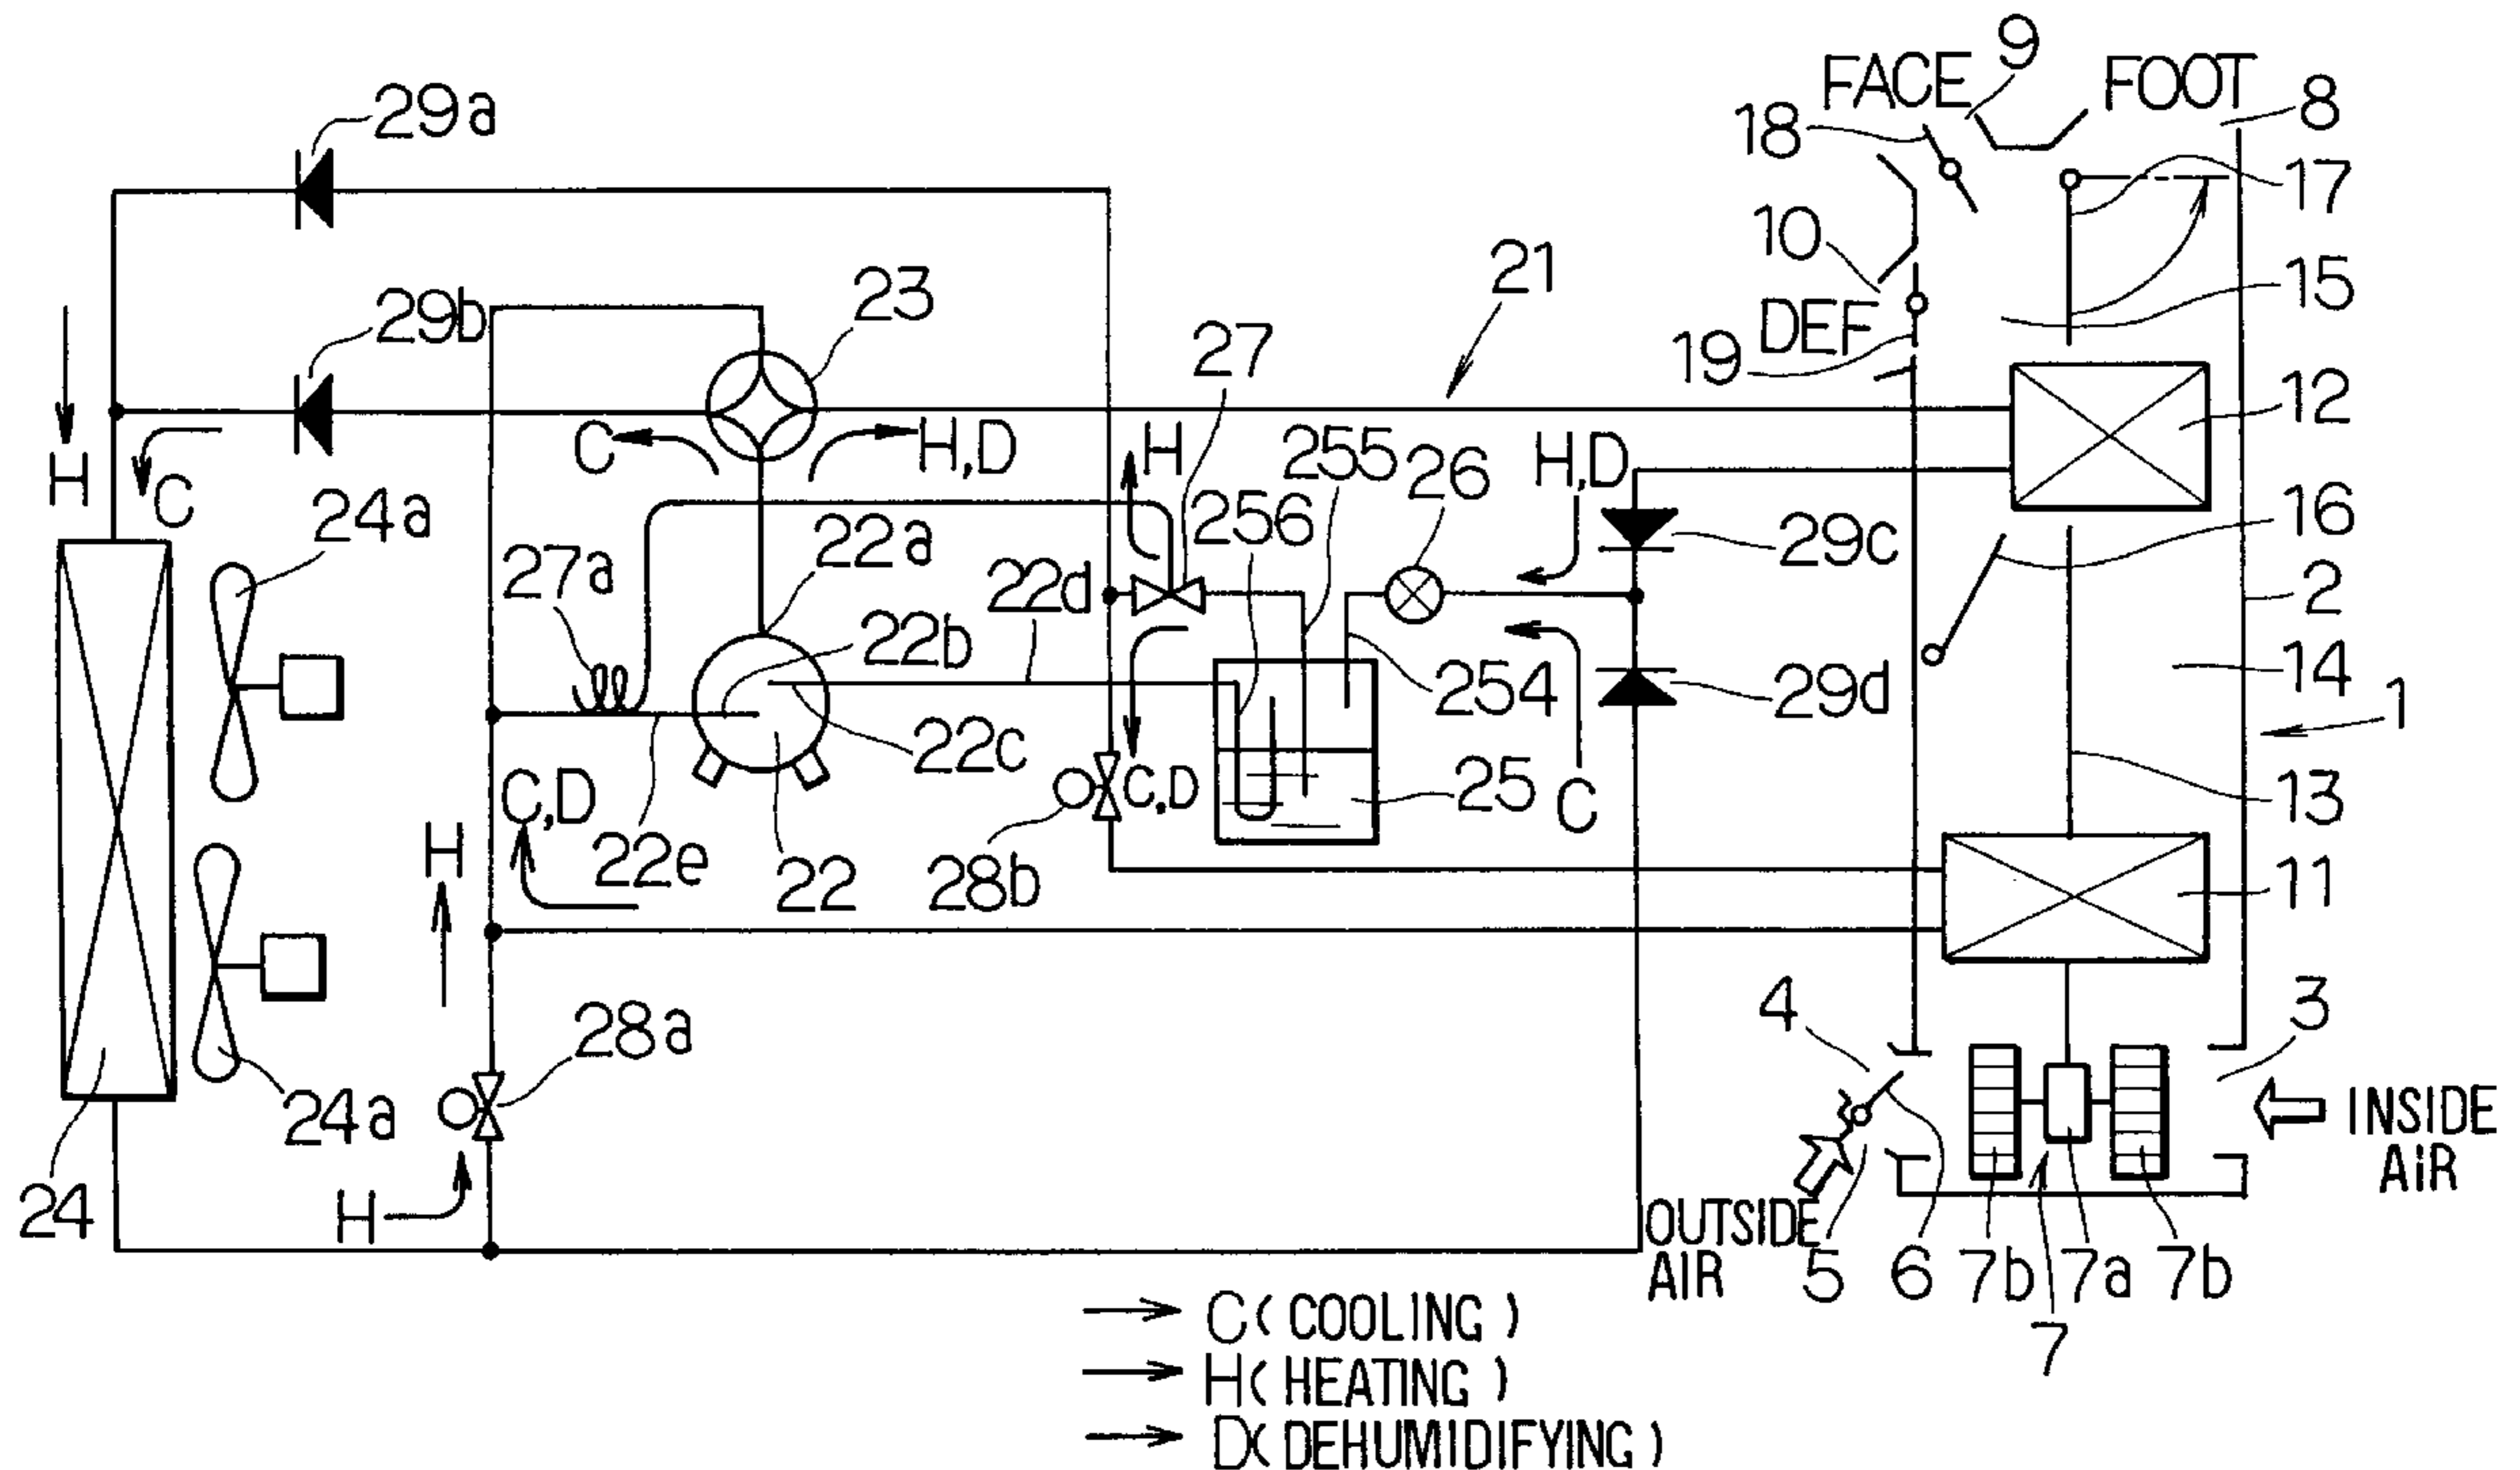 9
FACE FOOT
8
29a
18
17
10
21
15
23
29b
27
DEF
19
12
C
H,D
H
255
26
H,D
H
C
24a
256
16
22a
29c
27a
22d
2
22b
254
29d
14
1
22c
C,D
C,D
25
C
13
H
22e
22
28b
11
4
3
28a
24a
INSIDE
AiR
24
H
OUTSIDE
AIR
5
6
7b
7a
7b
7
C( COOLING )
H( HEATING )
D( DEHUMIDIFYING )